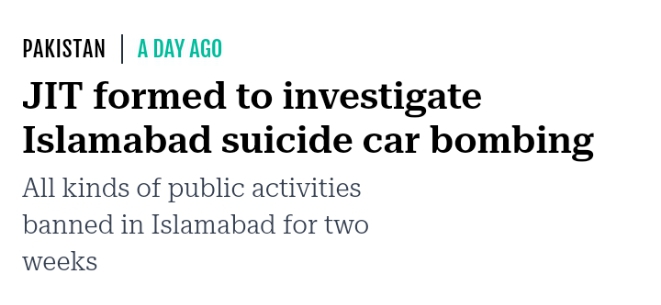 PAKISTAN | A DAY AGO
JIT formed to investigate
Islamabad suicide car bombing
All kinds of public activities
banned in Islamabad for two
weeks